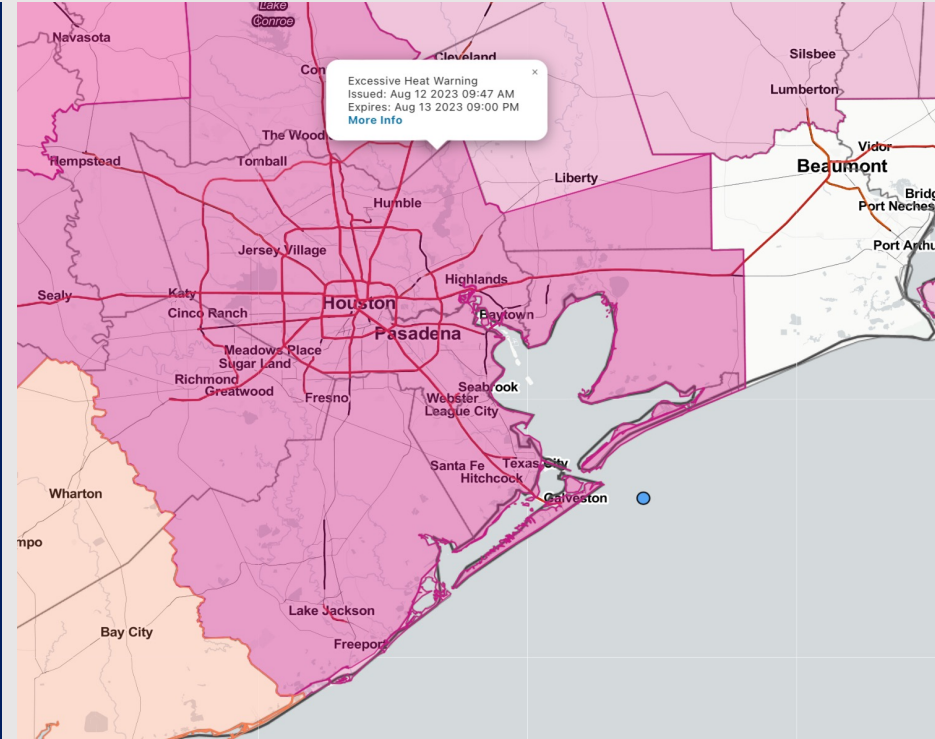 Lake
Conroe
Navasota
Cleveland
Silsbee
Con
×
Excessive Heat Warning
Issued: Aug 12 2023 09:47 AM
Expires: Aug 13 2023 09:00 PM
More Info
Lumberton
The Wood
Vidor
Hempstead
Tomball
Beaumont
Liberty
Bridg
Humble
Port Neches
Jersey Village
Port Arthu
Highlands
Sealy
Katy
Houston
Cinco Ranch
Baytown
Pasadena
Meadows Place
Sugar Land
Richmond
Greatwood
Seabrook
Fresno
Webster
League City
Santa Fe
Texas City
Hitchcock
Wharton
Galveston
mpo
Lake Jackson
Bay City
Freeport